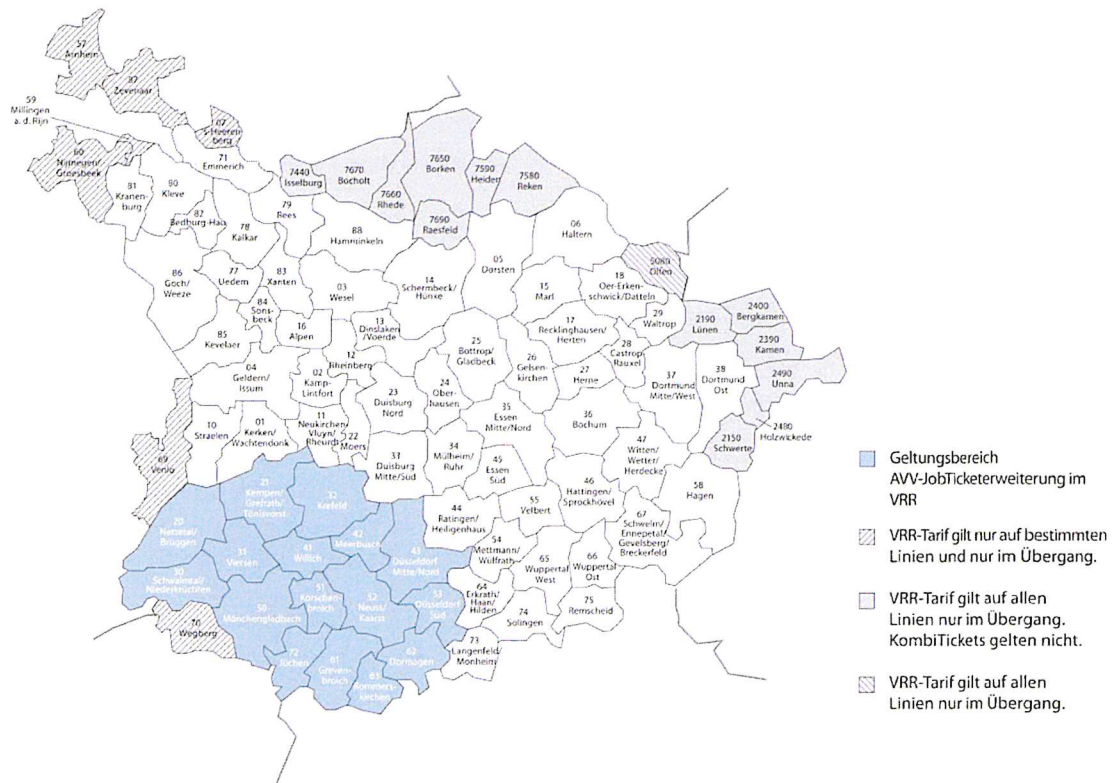 57
Arnheim
82
Zevenaar
59
Millingen
a. d. Rijn
87
's-Heeren
berg
60
Nijmegen/
Groesbeek
71
Emmerich
81
Kranen-
burg
80
Kleve
82
Bedburg-Hau
79
Rees
78
Kalkar
7440
Isselburg
7670
Bocholt
7660
Rhede
7650
Borken
7590
Heiden
7580
Reken
7690
Raesfeld
88
Hamminkeln
06
Haltern
05
Dorsten
5080
Olfen
86
Goch/
Weeze
77
Uedem
83
Xanten
84
Sons-
beck
03
Wesel
14
Schermbeck/
Hünxe
15
Marl
18
Oer-Erken-
schwick/Datteln
29
Waltrop
2190
Lünen
2400
Bergkamen
2390
Kamen
2490
Unna
2480
Holzwickede
2150
Schwerte
85
Kevelaer
16
Alpen
13
Dinslaken
/Voerde
12
Rheinberg
25
Bottrop/
Gladbeck
17
Recklinghausen/
Herten
28
Castrop
Rauxel
26
Gelsen-
kirchen
27
Herne
37
Dortmund
Mitte/West
38
Dortmund
Ost
04
Geldern/
Issum
02
Kamp-
Lintfort
23
Duisburg
Nord
24
Ober-
hausen
35
Essen
Mitte/Nord
36
Bochum
10
Straelen
01
Kerken/
Wachtendonk
11
Neukirchen/
Vluyn/
Rheurdt
22
Moers
33
Duisburg
Mitte/Süd
34
Mülheim/
Ruhr
45
Essen
Süd
47
Witten/
Wetter/
Herdecke
46
Hattingen/
Sprockhövel
58
Hagen
69
Venlo
21
Kempen/
Grefrath/
Tönisvorst
32
Krefeld
44
Ratingen/
Heiligenhaus
55
Velbert
67
Schwelm/
Ennepetal/
Gevelsberg/
Breckerfeld
20
Nettetal/
Brüggen
31
Viersen
41
Willich
42
Meerbusch
43
Düsseldorf
Mitte/Nord
54
Mettmann/
Wülfrath
65
Wuppertal
West
66
Wuppertal
Ost
30
Schwalmtal/
Niederkrüchten
50
Mönchengladbach
51
Korschen-
broich
52
Neuss/
Kaarst
53
Düsseldorf
Süd
64
Erkrath/
Haan/
Hilden
74
Solingen
75
Remscheid
70
Wegberg
72
Jüchen
61
Greven-
broich
62
Dormagen
63
Rommers-
kirchen
73
Langenfeld/
Monheim
Geltungsbereich
AVV-JobTicketerweiterung im
VRR
VRR-Tarif gilt nur auf bestimmten
Linien und nur im Übergang.
VRR-Tarif gilt auf allen
Linien nur im Übergang.
KombiTickets gelten nicht.
VRR-Tarif gilt auf allen
Linien nur im Übergang.